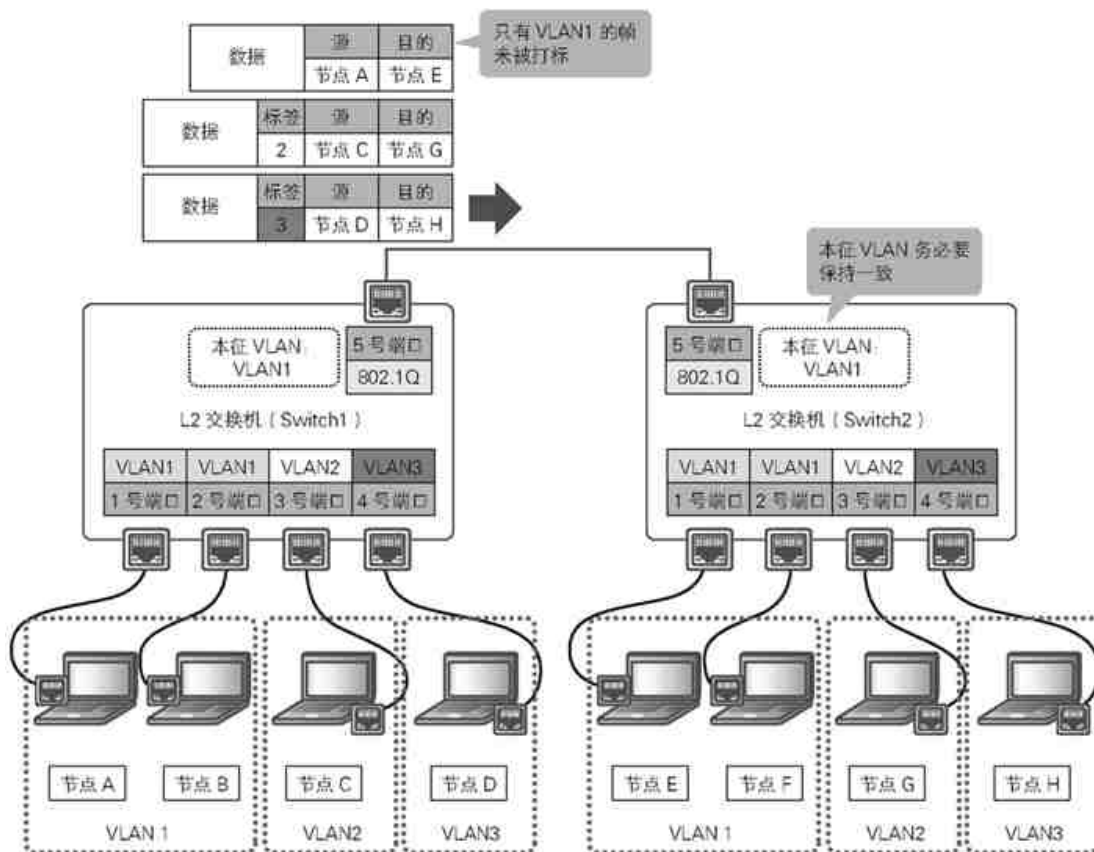 数据 源 目的
节点 A 节点 E
只有 VLAN1 的帧
未被打标
数据 标签 源 目的
2 节点 C 节点 G
数据 标签 源 目的
3 节点 D 节点 H
本征 VLAN 务必要
保持一致
本征 VLAN:
VLAN1
5 号端口
802.1Q
L2 交换机（Switch1）
VLAN1 VLAN1 VLAN2 VLAN3
1 号端口 2 号端口 3 号端口 4 号端口
5 号端口
802.1Q
本征 VLAN:
VLAN1
L2 交换机（Switch2）
VLAN1 VLAN1 VLAN2 VLAN3
1 号端口 2 号端口 3 号端口 4 号端口
节点 A 节点 B 节点 C 节点 D
VLAN 1 VLAN2 VLAN3
节点 E 节点 F 节点 G 节点 H
VLAN 1 VLAN2 VLAN3